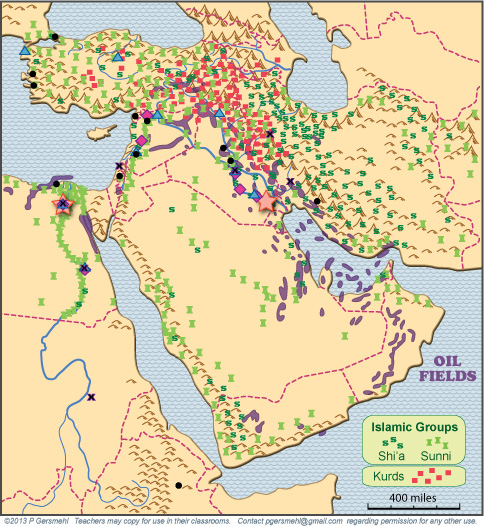 OIL
FIELDS
Islamic Groups
s s s
Shi'a Sunni
Kurds
400 miles
©2013 P Gersmehl Teachers may copy for use in their classrooms. Contact pgersmehl@gmail.com regarding permission for any other use.